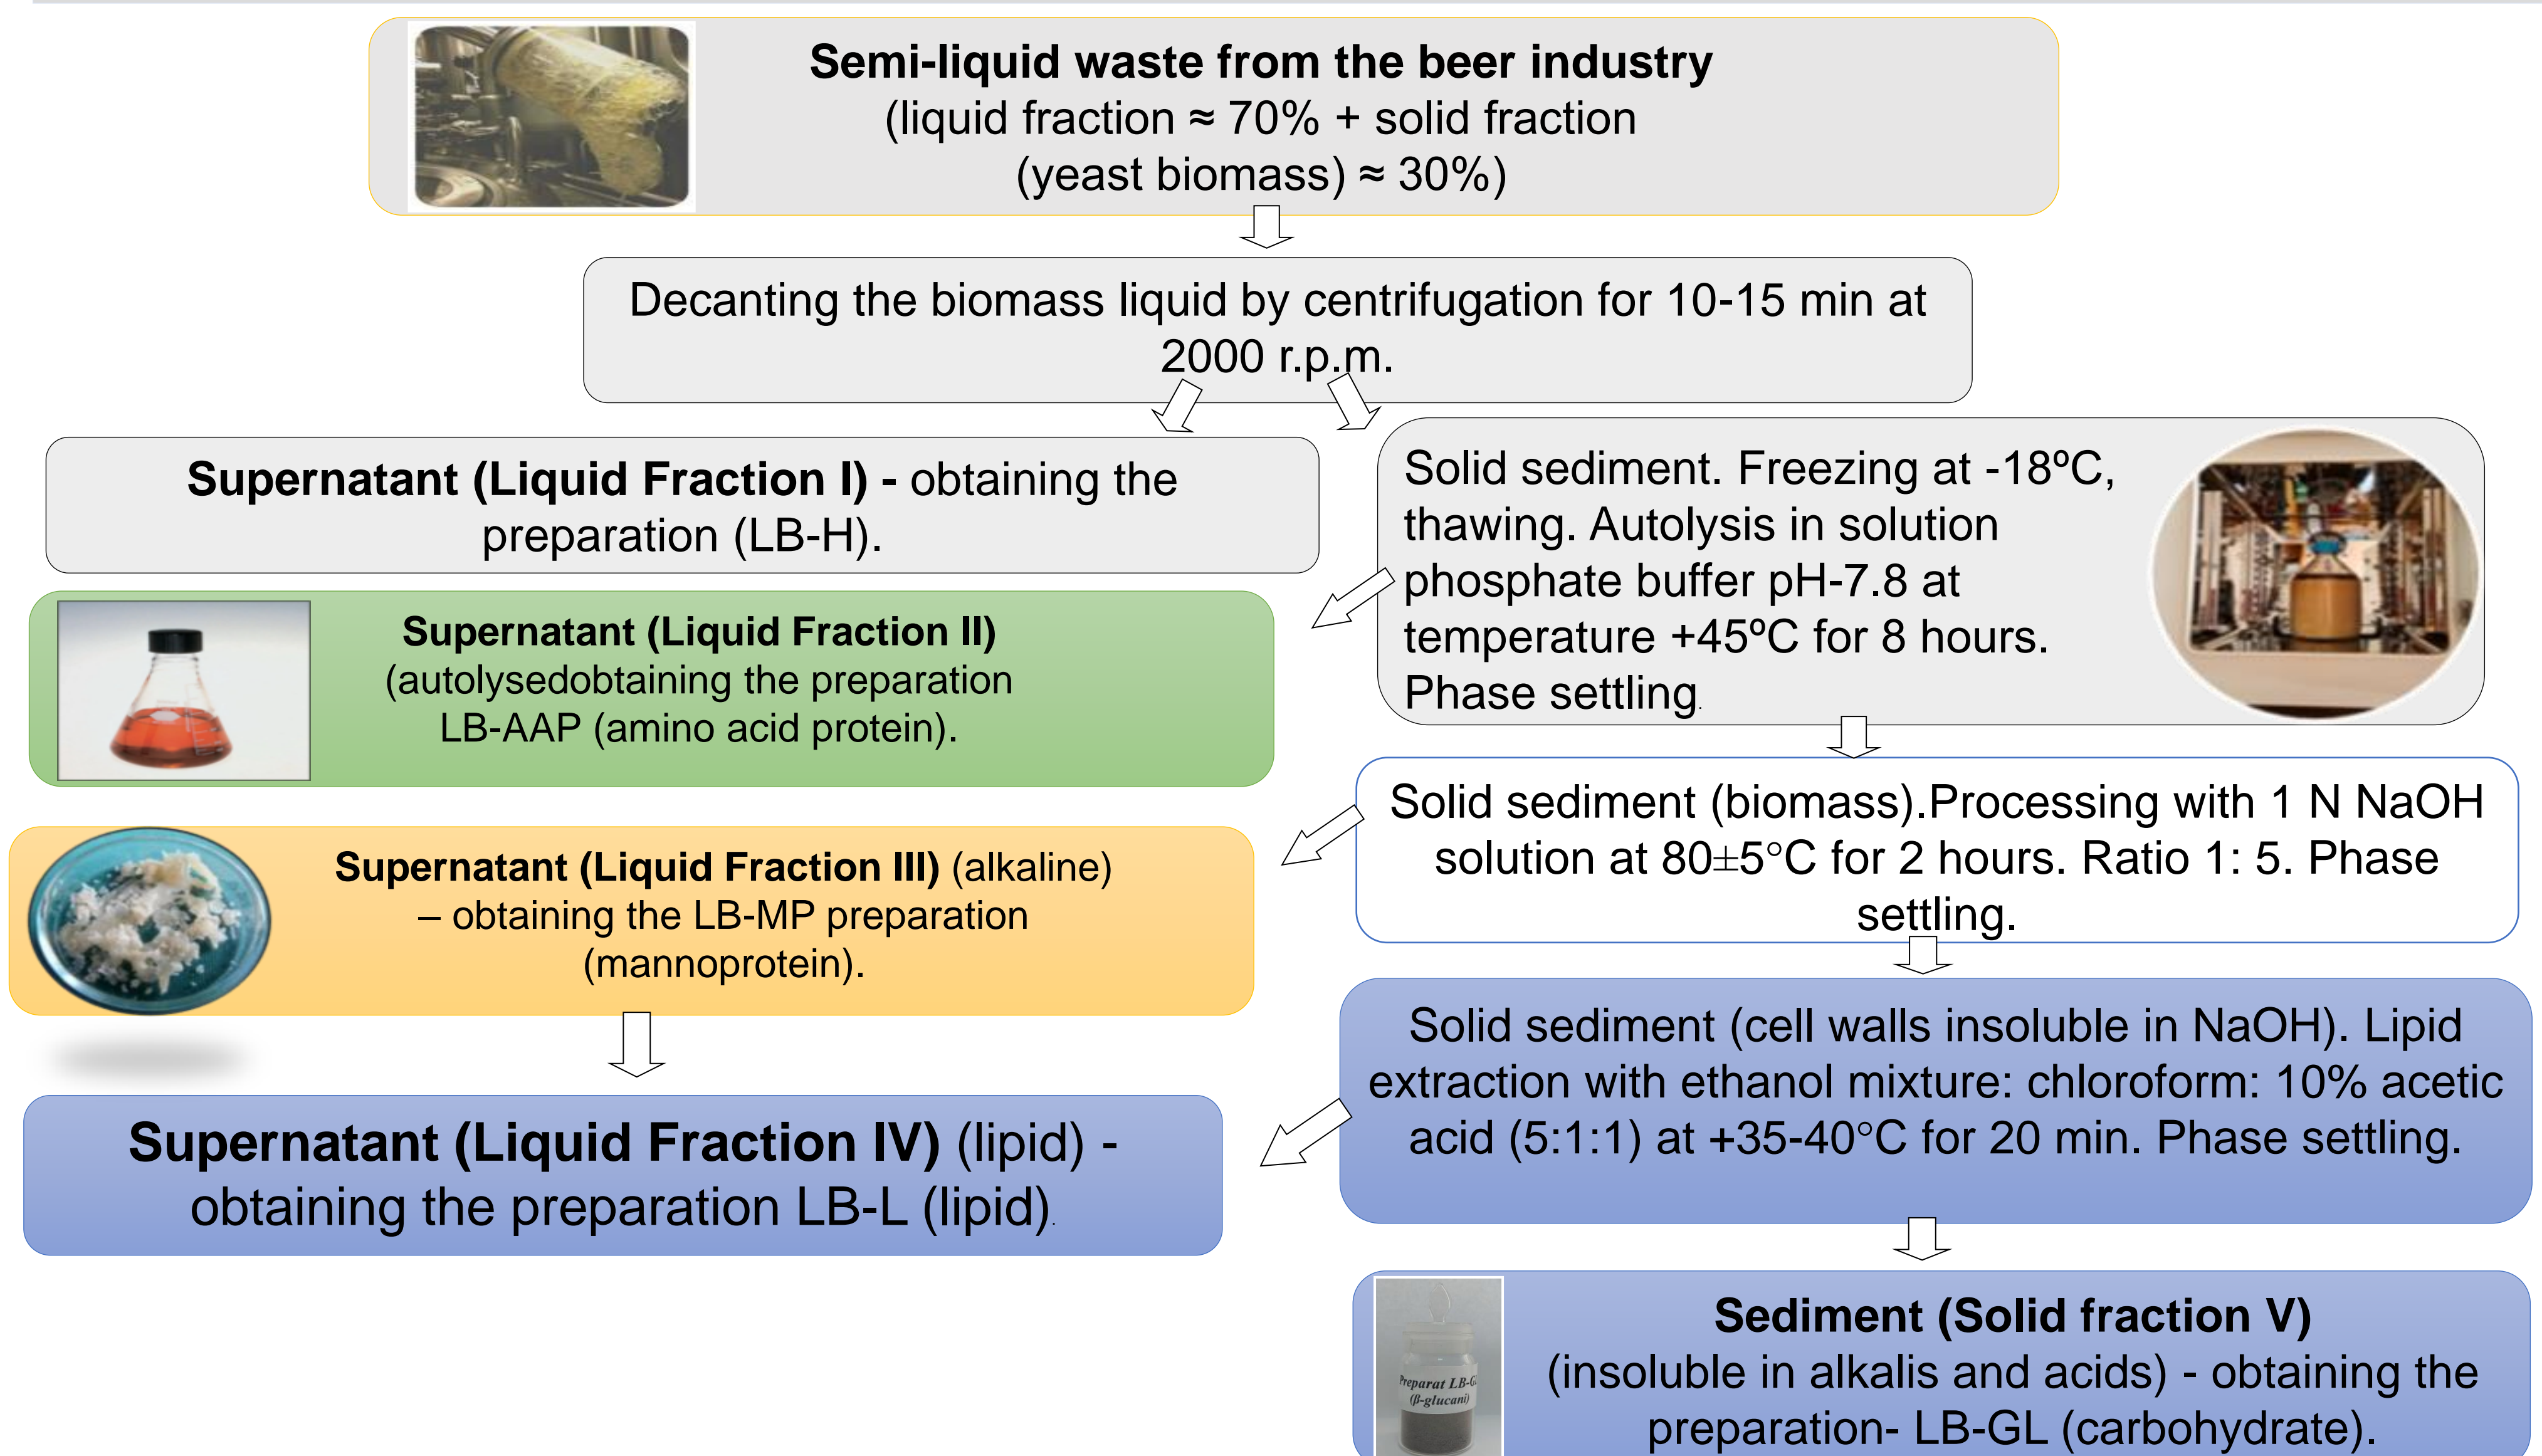 Semi-liquid waste from the beer industry
(liquid fraction ≈ 70% + solid fraction
(yeast biomass) ≈ 30%)
Decanting the biomass liquid by centrifugation for 10-15 min at
2000 r.p.m.
Supernatant (Liquid Fraction I) - obtaining the
preparation (LB-H).
Solid sediment. Freezing at -18ºC,
thawing. Autolysis in solution
phosphate buffer pH-7.8 at
temperature +45ºC for 8 hours.
Phase settling.
Supernatant (Liquid Fraction II)
(autolysedobtaining the preparation
LB-AAP (amino acid protein).
Solid sediment (biomass).Processing with 1 N NaOH
solution at 80±5°C for 2 hours. Ratio 1: 5. Phase
settling.
Supernatant (Liquid Fraction III) (alkaline)
– obtaining the LB-MP preparation
(mannoprotein).
Solid sediment (cell walls insoluble in NaOH). Lipid
extraction with ethanol mixture: chloroform: 10% acetic
acid (5:1:1) at +35-40°C for 20 min. Phase settling.
Supernatant (Liquid Fraction IV) (lipid) -
obtaining the preparation LB-L (lipid).
Preparat LB-GL
(β-glucani)
Sediment (Solid fraction V)
(insoluble in alkalis and acids) - obtaining the
preparation- LB-GL (carbohydrate).